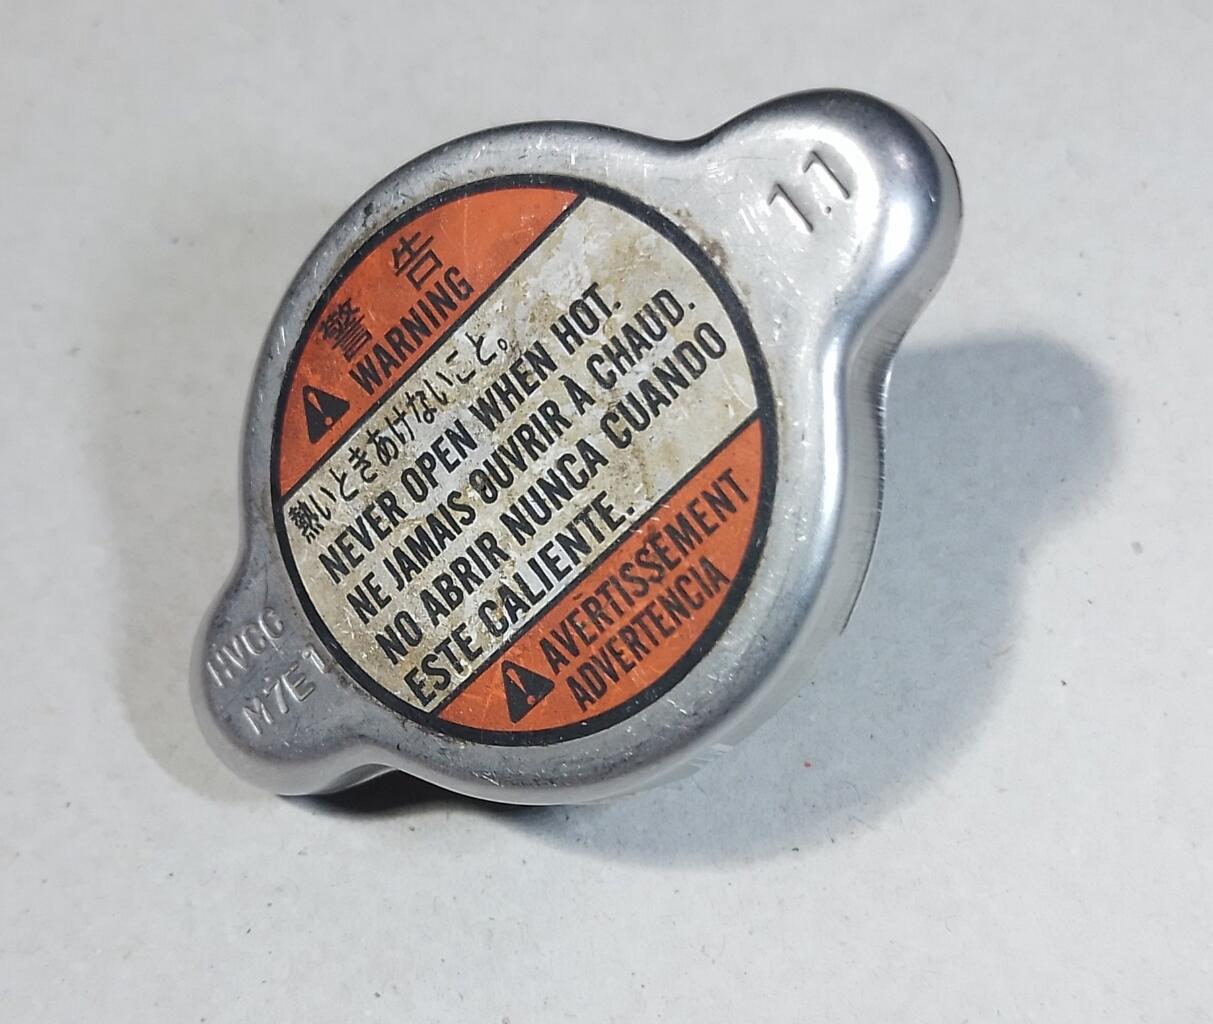 1.1
警告
WARNING
熱いときあけないこと。
NEVER OPEN WHEN HOT.
NE JAMAIS OUVRIR À CHAUD.
NO ABRIR NUNCA CUANDO
ESTE CALIENTE.
AVERTISSEMENT
ADVERTENCIA
HVCC
M7E1